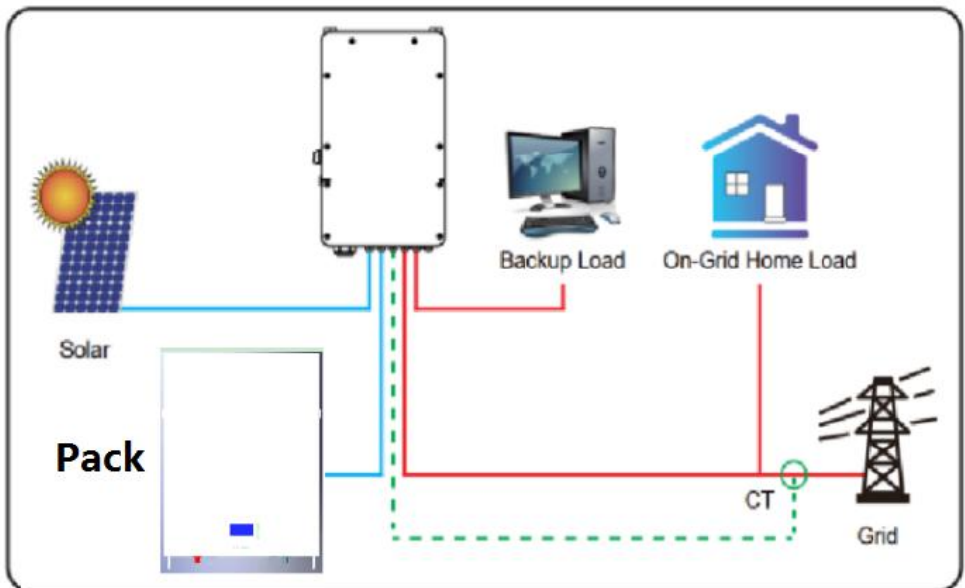 Backup Load
On-Grid Home Load
Solar
Pack
CT
Grid